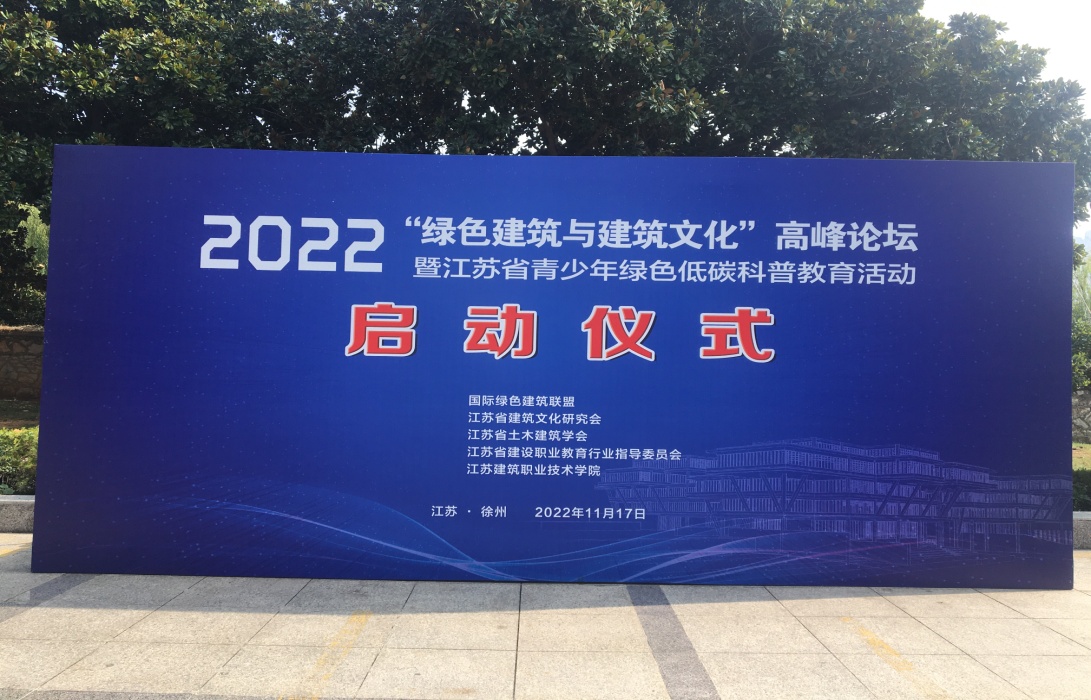 2022 “绿色建筑与建筑文化”高峰论坛
暨江苏省青少年绿色低碳科普教育活动
启动仪式
国际绿色建筑联盟
江苏省建筑文化研究会
江苏省土木建筑学会
江苏省建设职业教育行业指导委员会
江苏建筑职业技术学院
江苏 · 徐州 2022年11月17日